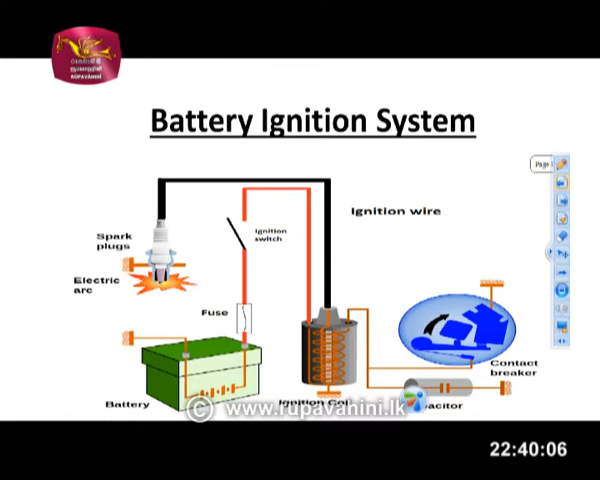 RUPAVAHINI
Battery Ignition System
Page
Ignition wire
Ignition
switch
Spark
plugs
Electric
arc
Fuse
Contact
breaker
Battery
Ignition Coil
© www.rupavahini.lk
22:40:06